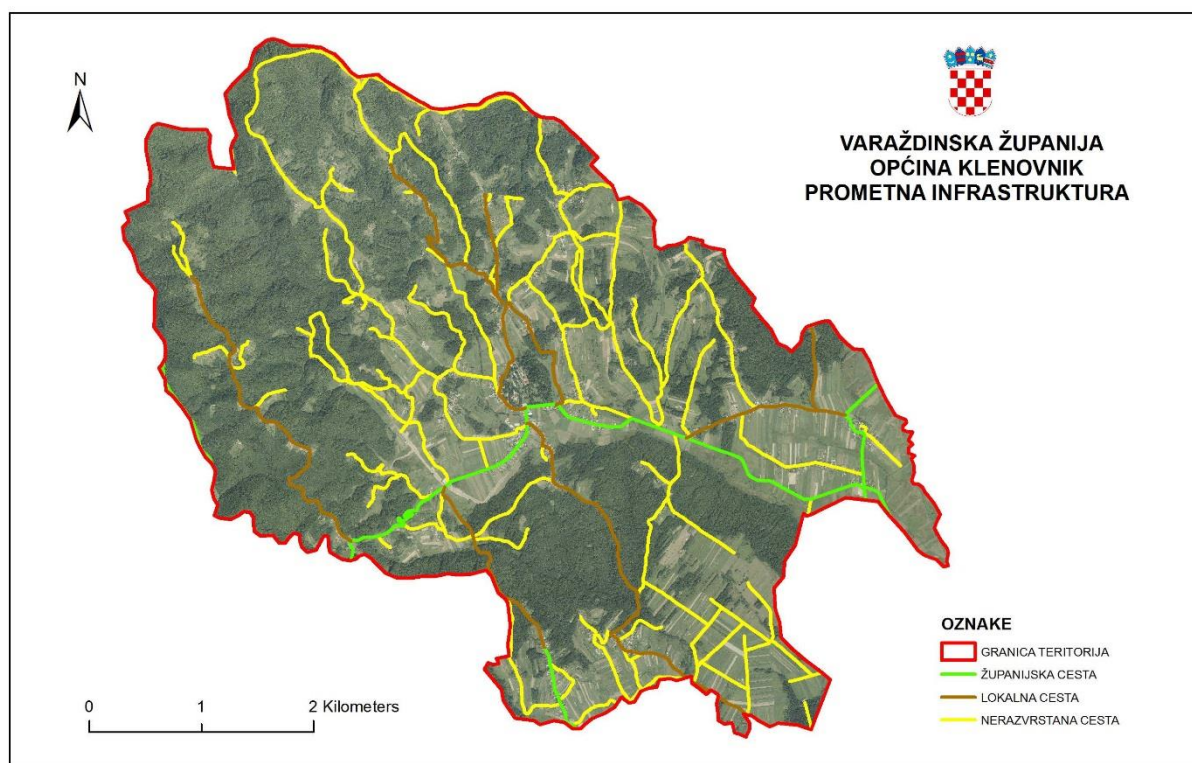 N
VARAŽDINSKA ŽUPANIJA
OPĆINA KLENOVNIK
PROMETNA INFRASTRUKTURA
OZNAKE
GRANICA TERITORIJA
ŽUPANIJSKA CESTA
LOKALNA CESTA
NERAZVRSTANA CESTA
0 1 2 Kilometers